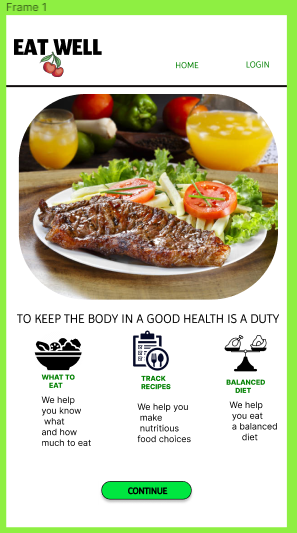 Frame 1
EAT WELL
HOME
LOGIN
TO KEEP THE BODY IN A GOOD HEALTH IS A DUTY
WHAT TO
EAT
We help
you know
what
and how
much to eat
TRACK
RECIPES
We help you
make
nutritious
food choices
BALANCED
DIET
We help
you eat
a balanced
diet
CONTINUE